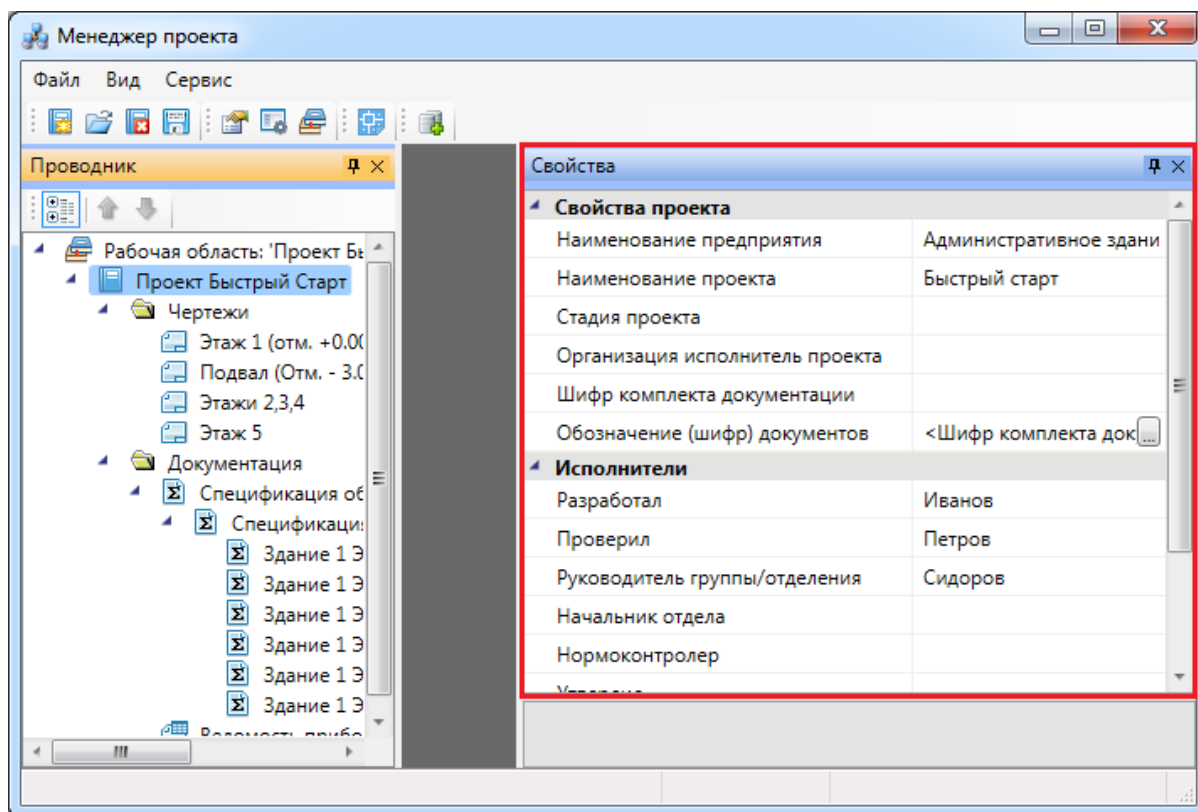 Менеджер проекта
Файл Вид Сервис
Проводник
Рабочая область: 'Проект Бы
Проект Быстрый Старт
Чертежи
Этаж 1 (отм. +0.00
Подвал (Отм. - 3.0
Этажи 2,3,4
Этаж 5
Документация
Спецификация об
Спецификация
Здание 1 Э
Здание 1 Э
Здание 1 Э
Здание 1 Э
Здание 1 Э
Здание 1 Э
Ведомость прибо
Свойства
Свойства проекта
Наименование предприятия Административное здани
Наименование проекта Быстрый старт
Стадия проекта
Организация исполнитель проекта
Шифр комплекта документации
Обозначение (шифр) документов <Шифр комплекта док ...
Исполнители
Разработал Иванов
Проверил Петров
Руководитель группы/отделения Сидоров
Начальник отдела
Нормоконтролер